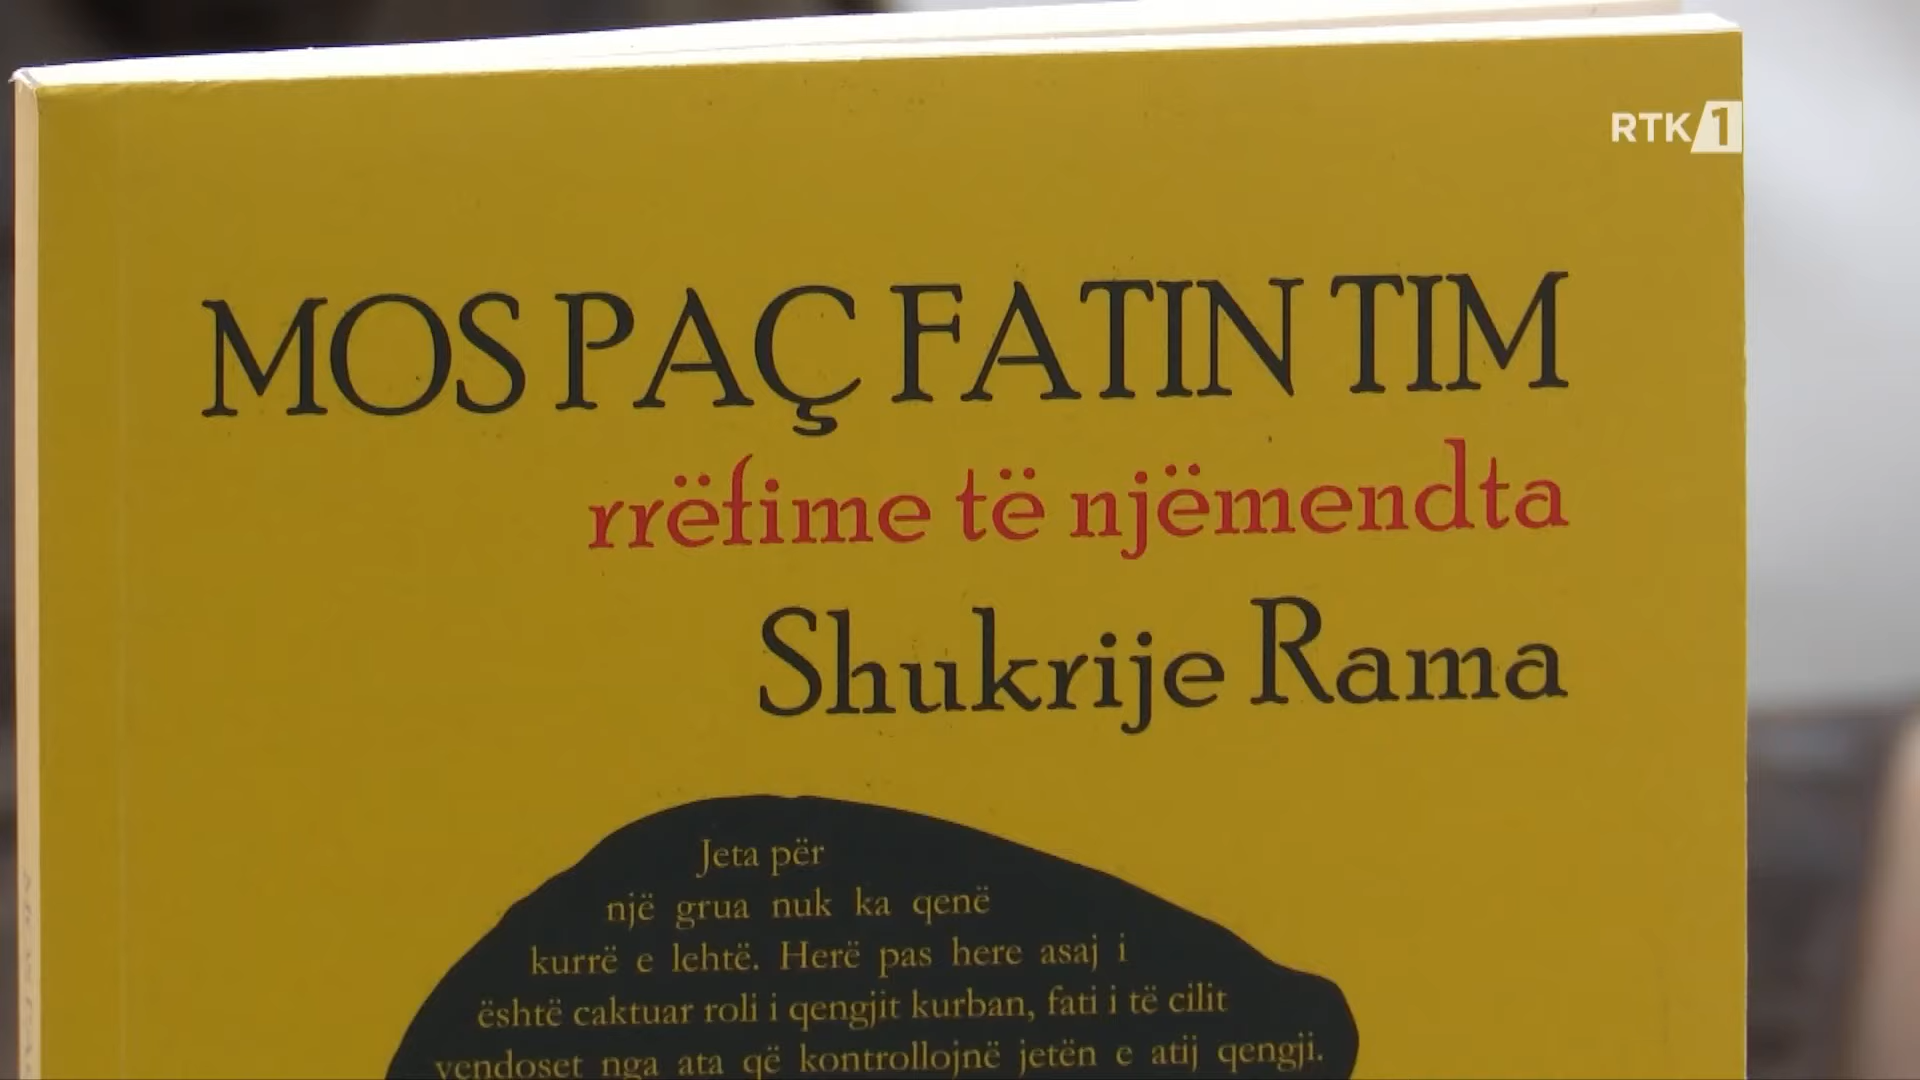 RTK 1
MOS PAÇ FATIN TIM
rrëfime të njëmendta
Shukrije Rama
Jeta për
një grua nuk ka qenë
kurrë e lehtë. Herë pas here asaj i
është caktuar roli i qengjit kurban, fati i të cilit
vendoset nga ata që kontrollojnë jetën e atij qengji.